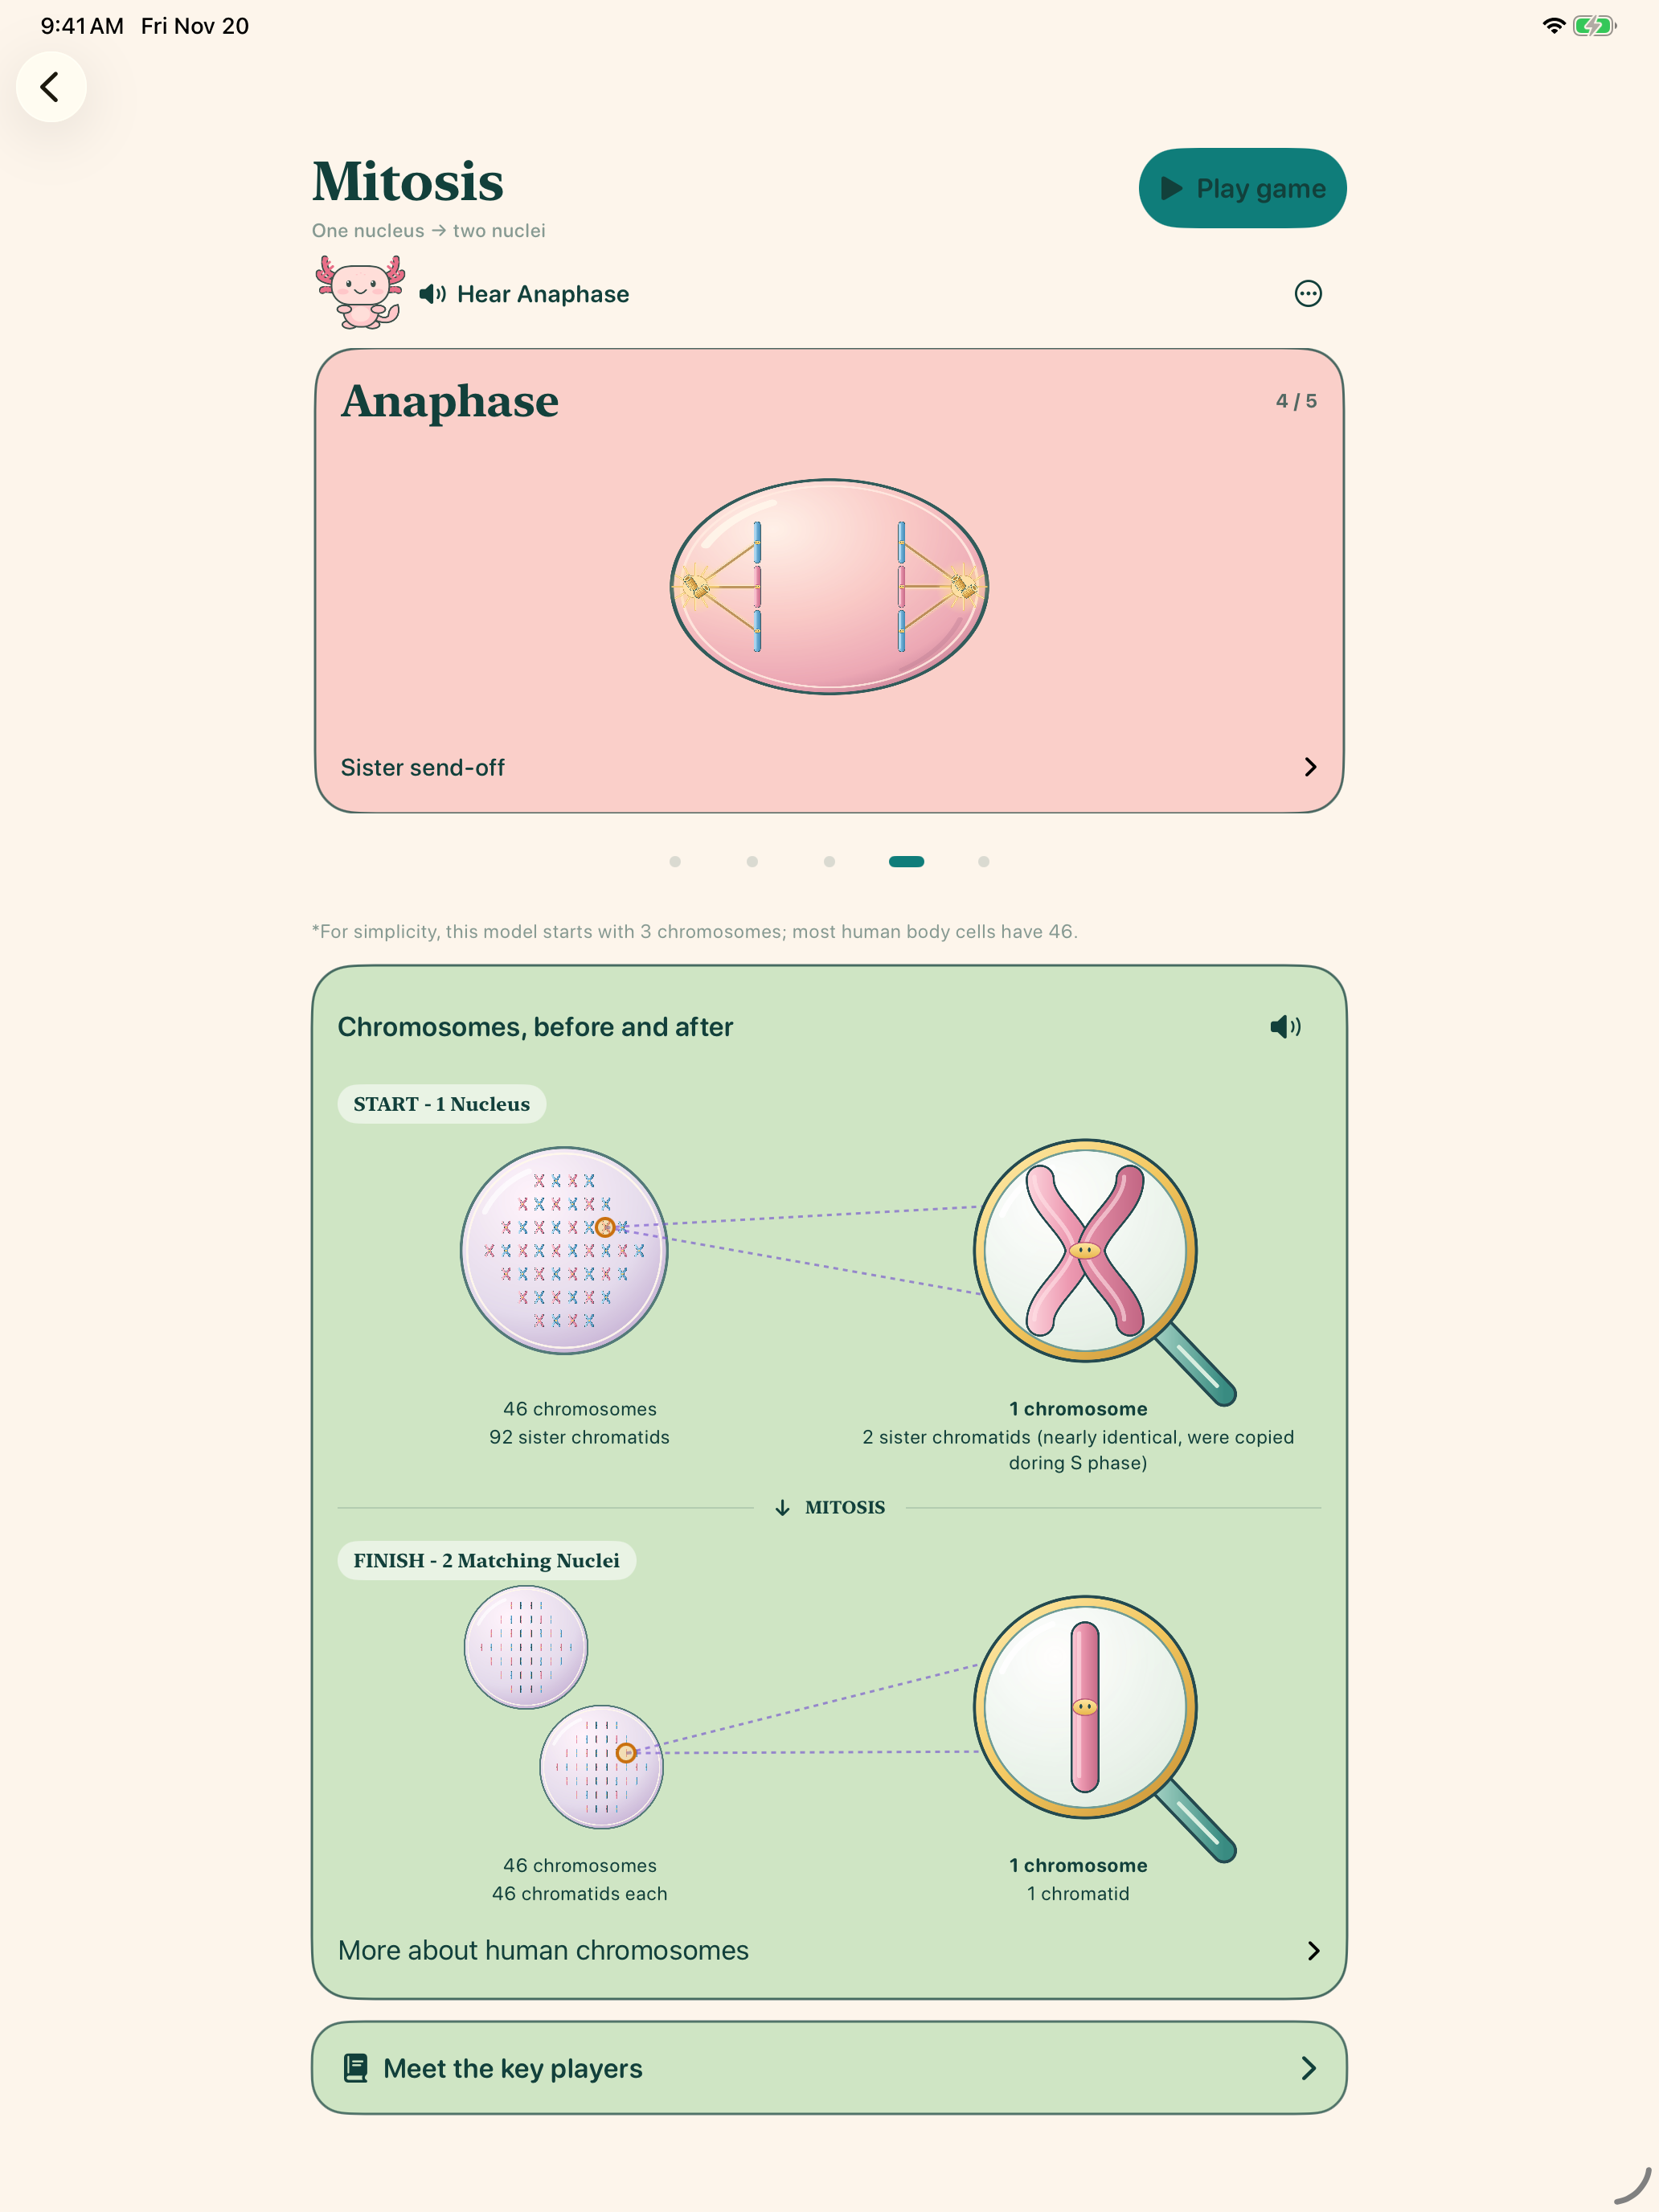 9:41 AM Fri Nov 20
Mitosis
Play game
One nucleus → two nuclei
Hear Anaphase
Anaphase
4 / 5
Sister send-off
*For simplicity, this model starts with 3 chromosomes; most human body cells have 46.
Chromosomes, before and after
START - 1 Nucleus
46 chromosomes
92 sister chromatids
1 chromosome
2 sister chromatids (nearly identical, were copied
doring S phase)
↓ MITOSIS
FINISH - 2 Matching Nuclei
46 chromosomes
46 chromatids each
1 chromosome
1 chromatid
More about human chromosomes
Meet the key players